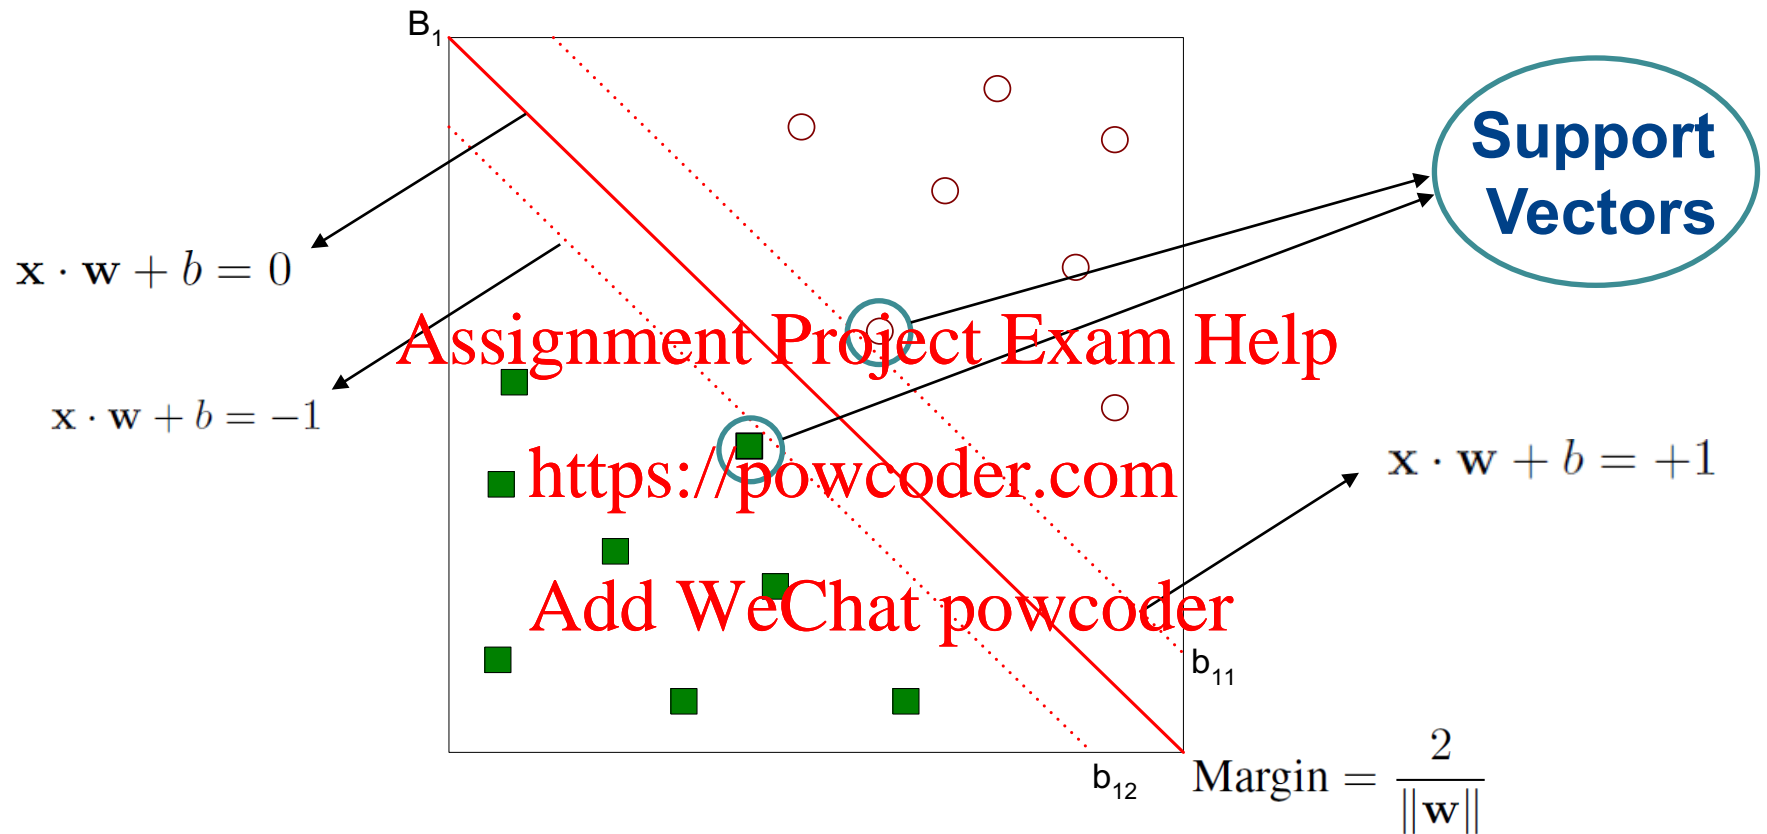 B₁
Support
Vectors
x · w + b = 0
Assignment Project Exam Help
x · w + b = −1
https://powcoder.com
x · w + b = +1
Add WeChat powcoder
b₁₁
b₁₂
Margin = 2 / ‖w‖